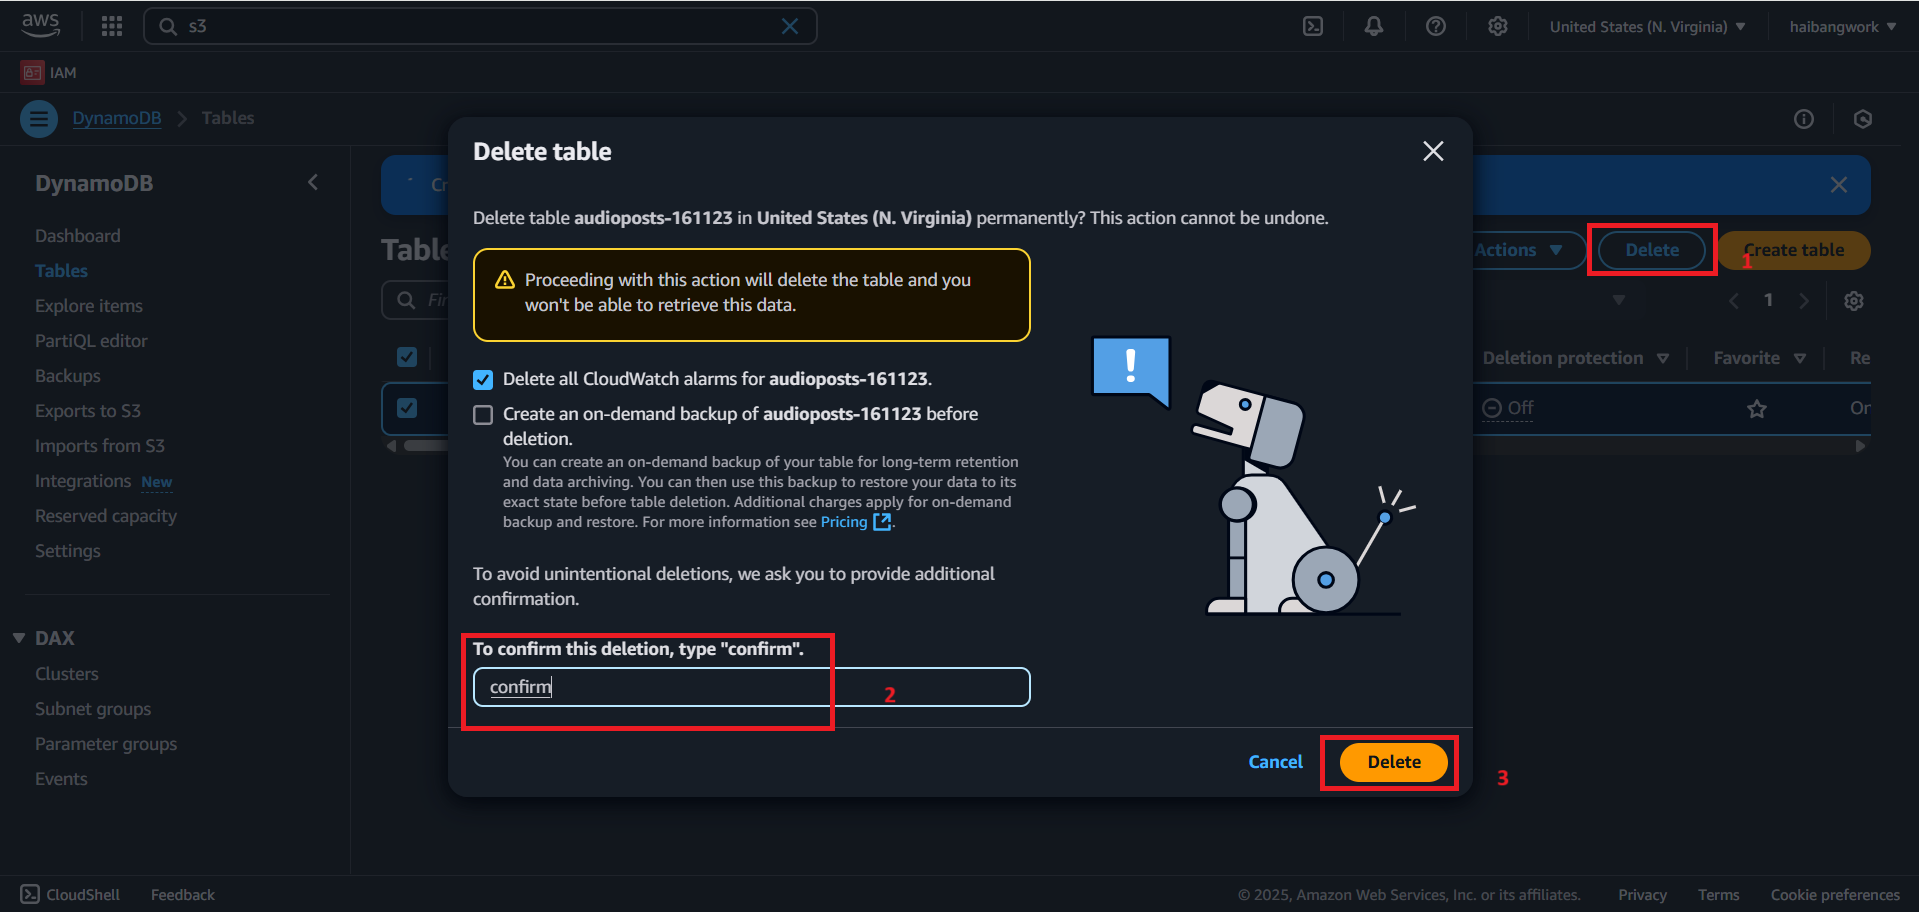 aws
s3
United States (N. Virginia)
haibangwork
IAM
DynamoDB
Tables
Delete table
DynamoDB
Cr
Delete table audioposts-161123 in United States (N. Virginia) permanently? This action cannot be undone.
Dashboard
Table
Actions
Delete
Create table
1
Tables
Proceeding with this action will delete the table and you
won't be able to retrieve this data.
Explore items
Fin
1
PartiQL editor
Deletion protection
Favorite
Re
Backups
Delete all CloudWatch alarms for audioposts-161123.
!
Exports to S3
Create an on-demand backup of audioposts-161123 before
deletion.
Off
On
Imports from S3
You can create an on-demand backup of your table for long-term retention
and data archiving. You can then use this backup to restore your data to its
exact state before table deletion. Additional charges apply for on-demand
backup and restore. For more information see Pricing.
Integrations New
Reserved capacity
Settings
To avoid unintentional deletions, we ask you to provide additional
confirmation.
DAX
To confirm this deletion, type "confirm".
confirm
2
Clusters
Subnet groups
Parameter groups
Events
Cancel
Delete
3
CloudShell
Feedback
© 2025, Amazon Web Services, Inc. or its affiliates.
Privacy
Terms
Cookie preferences